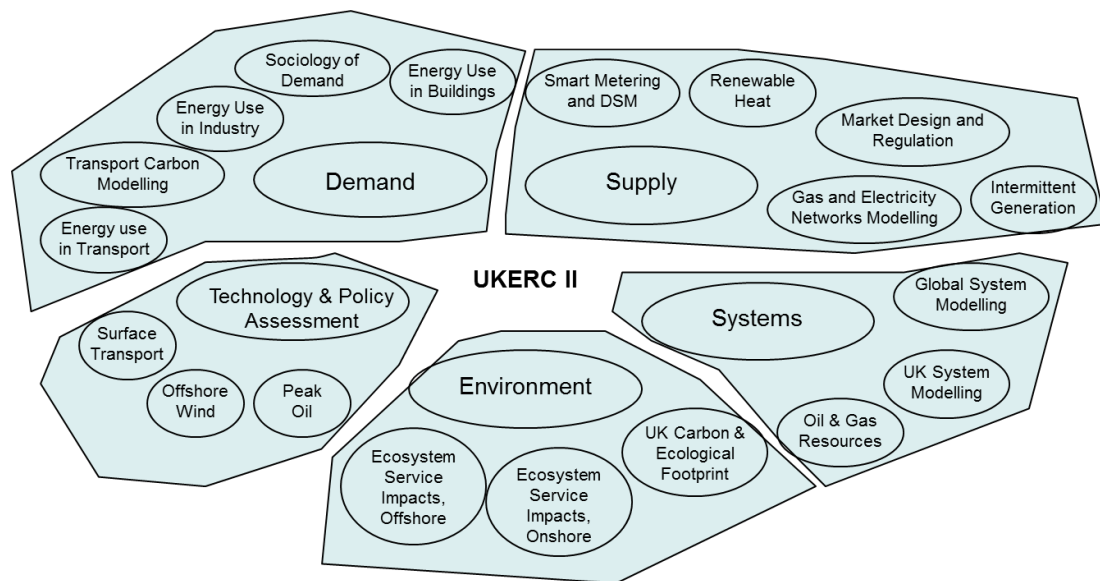 Sociology of
Demand
Energy Use
in Buildings
Energy Use
in Industry
Transport Carbon
Modelling
Demand
Energy use
in Transport
Smart Metering
and DSM
Renewable
Heat
Market Design and
Regulation
Supply
Gas and Electricity
Networks Modelling
Intermittent
Generation
UKERC II
Technology & Policy
Assessment
Surface
Transport
Offshore
Wind
Peak
Oil
Environment
Ecosystem
Service
Impacts,
Offshore
Ecosystem
Service
Impacts,
Onshore
UK Carbon &
Ecological
Footprint
Systems
Global System
Modelling
UK System
Modelling
Oil & Gas
Resources